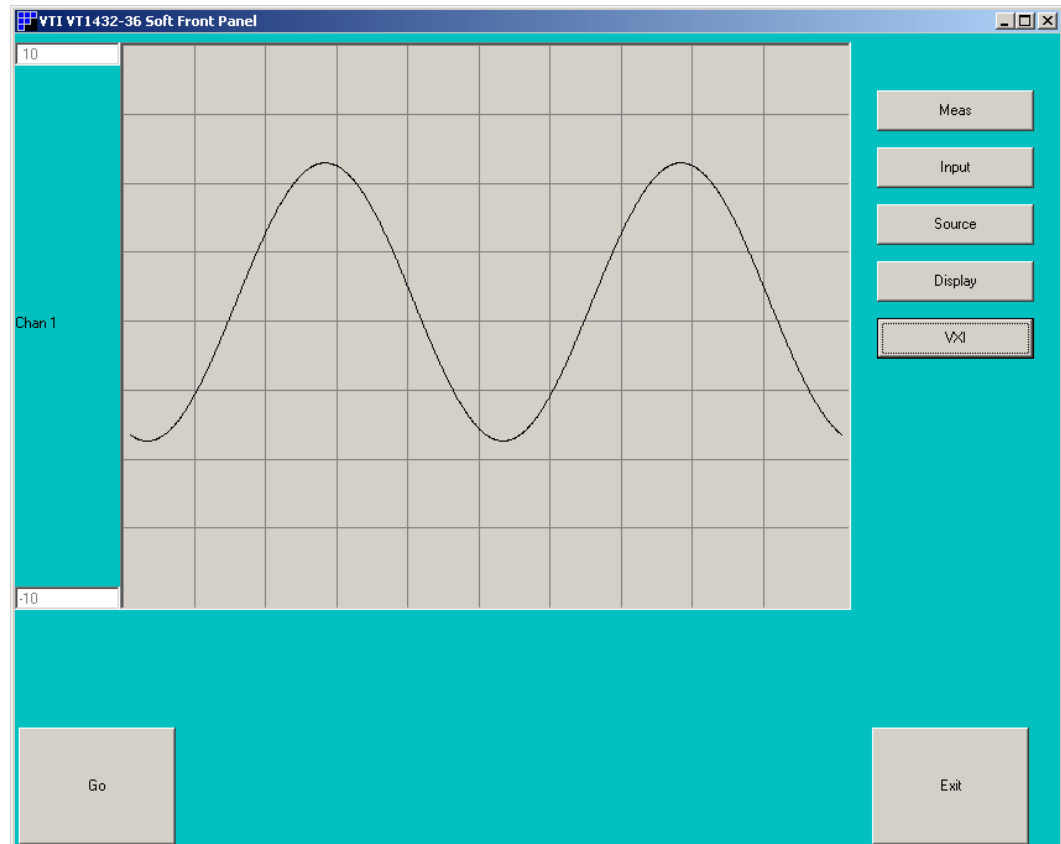 VTI VT1432-36 Soft Front Panel
10
Meas
Input
Source
Display
Chan 1
VXI
-10
Go
Exit